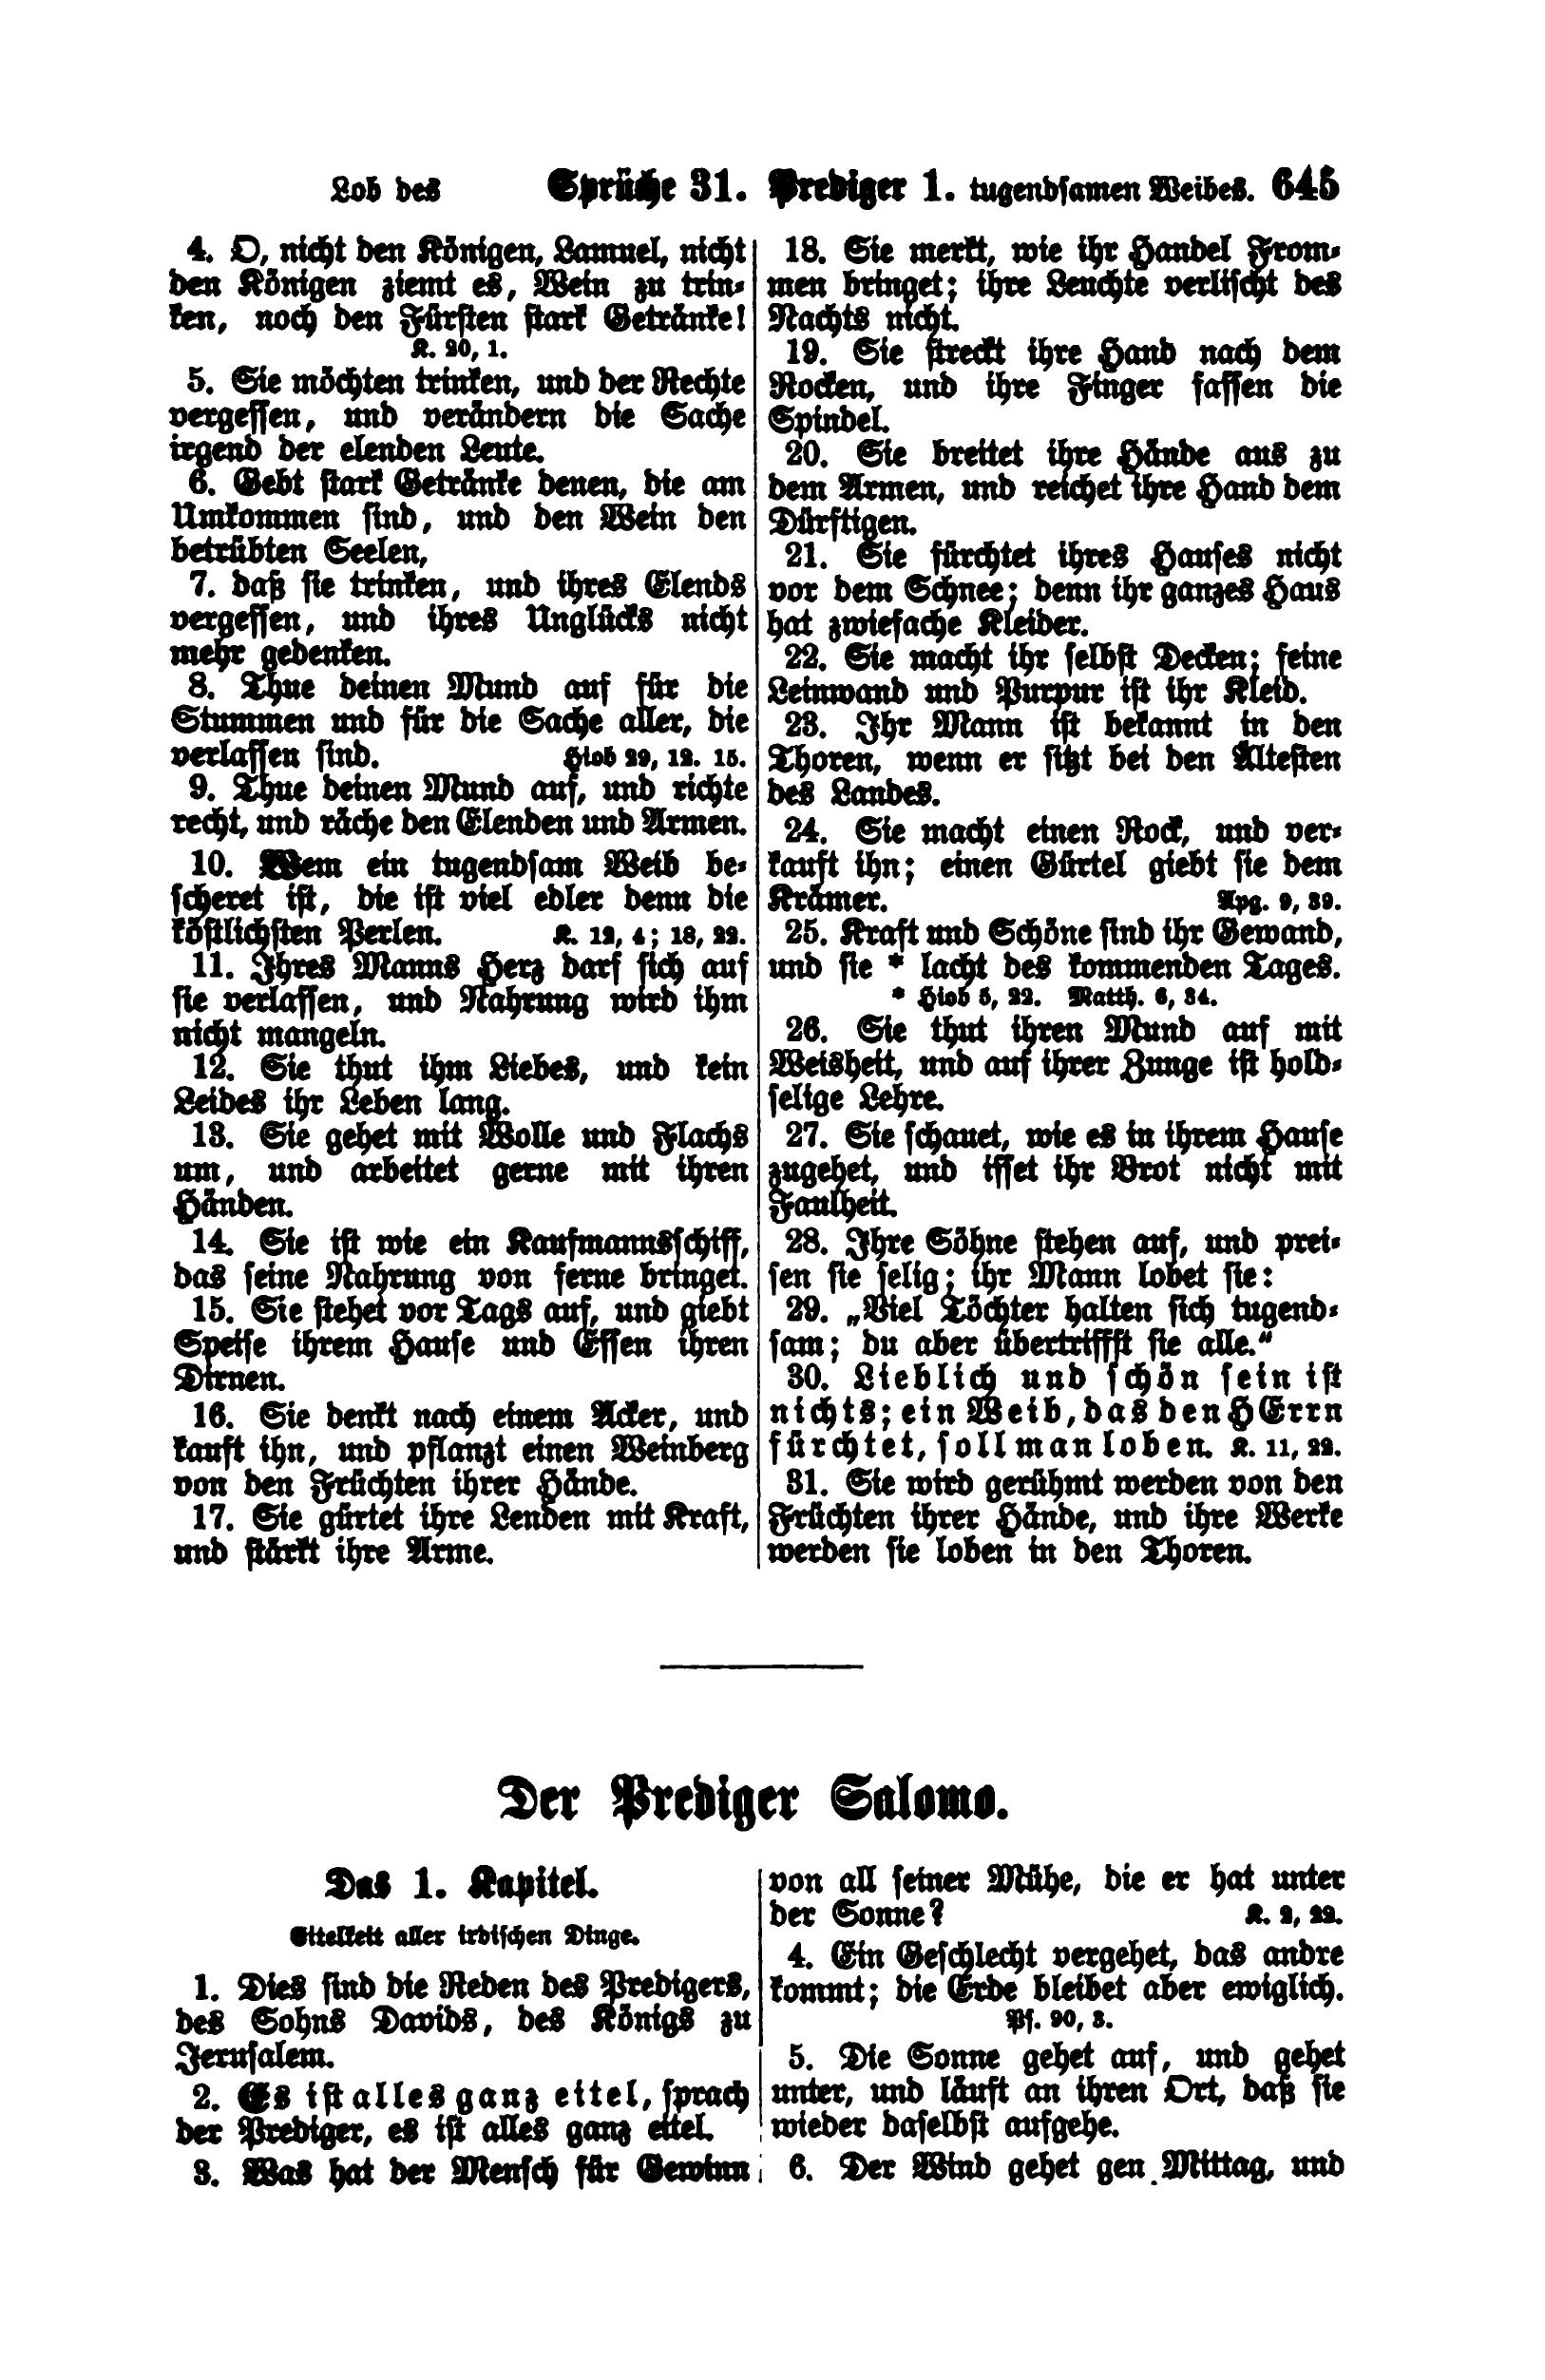 Lob des Sprüche 31. Prediger 1. tugendsamen Weibes. 645
4. O, nicht den Königen, Lamuel, nicht
den Königen ziemt es, Wein zu trin-
ken, noch den Fürsten stark Getränke!
K. 20, 1.
5. Sie möchten trinken, und der Rechte
vergessen, und verändern die Sache
irgend der elenden Leute.
6. Gebt stark Getränke denen, die am
Umkommen sind, und den Wein den
betrübten Seelen,
7. daß sie trinken, und ihres Elends
vergessen, und ihres Unglücks nicht
mehr gedenken.
8. Thue deinen Mund auf für die
Stummen und für die Sache aller, die
verlassen sind. Hiob 29, 12. 15.
9. Thue deinen Mund auf, und richte
recht, und räche den Elenden und Armen.
10. Wem ein tugendsam Weib be-
scheret ist, die ist viel edler denn die
köstlichsten Perlen. K. 12, 4; 18, 22.
11. Ihres Manns Herz darf sich auf
sie verlassen, und Nahrung wird ihm
nicht mangeln.
12. Sie thut ihm Liebes, und kein
Leides ihr Leben lang.
13. Sie gehet mit Wolle und Flachs
um, und arbeitet gerne mit ihren
Händen.
14. Sie ist wie ein Kaufmannsschiff,
das seine Nahrung von ferne bringet.
15. Sie stehet vor Tags auf, und giebt
Speise ihrem Hause und Essen ihren
Dirnen.
16. Sie denkt nach einem Acker, und
kauft ihn, und pflanzt einen Weinberg
von den Früchten ihrer Hände.
17. Sie gürtet ihre Lenden mit Kraft,
und stärkt ihre Arme.
18. Sie merkt, wie ihr Handel From-
men bringet; ihre Leuchte verlischt des
Nachts nicht.
19. Sie streckt ihre Hand nach dem
Rocken, und ihre Finger fassen die
Spindel.
20. Sie breitet ihre Hände aus zu
dem Armen, und reichet ihre Hand dem
Dürftigen.
21. Sie fürchtet ihres Hauses nicht
vor dem Schnee; denn ihr ganzes Haus
hat zwiefache Kleider.
22. Sie macht ihr selbst Decken; feine
Leinwand und Purpur ist ihr Kleid.
23. Ihr Mann ist bekannt in den
Thoren, wenn er sitzt bei den Ältesten
des Landes.
24. Sie macht einen Rock, und ver-
kauft ihn; einen Gürtel giebt sie dem
Krämer. Apg. 9, 39.
25. Kraft und Schöne sind ihr Gewand,
und sie * lacht des kommenden Tages.
* Hiob 5, 22. Matth. 6, 34.
26. Sie thut ihren Mund auf mit
Weisheit, und auf ihrer Zunge ist hold-
selige Lehre.
27. Sie schauet, wie es in ihrem Hause
zugehet, und isset ihr Brot nicht mit
Faulheit.
28. Ihre Söhne stehen auf, und prei-
sen sie selig; ihr Mann lobet sie:
29. „Viel Töchter halten sich tugend-
sam; du aber übertriffst sie alle.“
30. Lieblich und schön sein ist
nichts; ein Weib, das den HErrn
fürchtet, soll man loben. K. 11, 22.
31. Sie wird gerühmt werden von den
Früchten ihrer Hände, und ihre Werke
werden sie loben in den Thoren.
Der Prediger Salomo.
Das 1. Kapitel.
Eitelkeit aller irdischen Dinge.
1. Dies sind die Reden des Predigers,
des Sohns Davids, des Königs zu
Jerusalem.
2. Es ist alles ganz eitel, sprach
der Prediger, es ist alles ganz eitel.
3. Was hat der Mensch für Gewinn
von all seiner Mühe, die er hat unter
der Sonne? K. 2, 22.
4. Ein Geschlecht vergehet, das andre
kommt; die Erde bleibet aber ewiglich.
Ps. 90, 3.
5. Die Sonne gehet auf, und gehet
unter, und läuft an ihren Ort, daß sie
wieder daselbst aufgehe.
6. Der Wind gehet gen Mittag, und